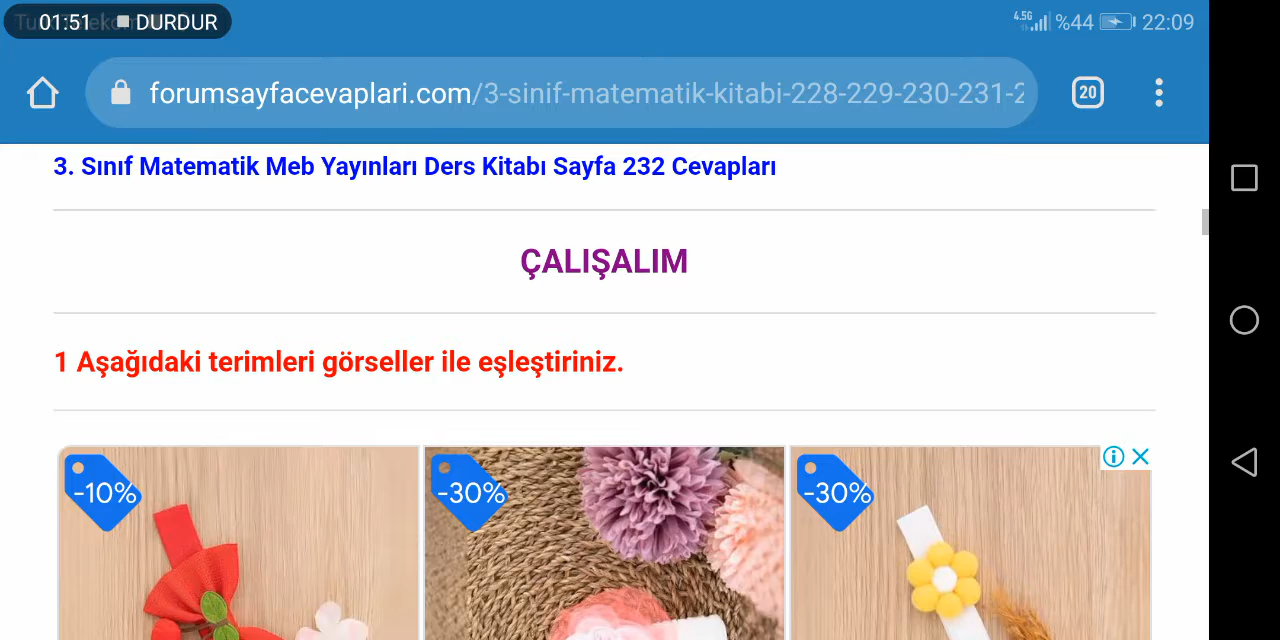 01:51 DURDUR
4.5G %44 22:09
forumsayfacevaplari.com/3-sinif-matematik-kitabi-228-229-230-231-2
20
3. Sınıf Matematik Meb Yayınları Ders Kitabı Sayfa 232 Cevapları
ÇALIŞALIM
1 Aşağıdaki terimleri görseller ile eşleştiriniz.
-10% -30% -30%